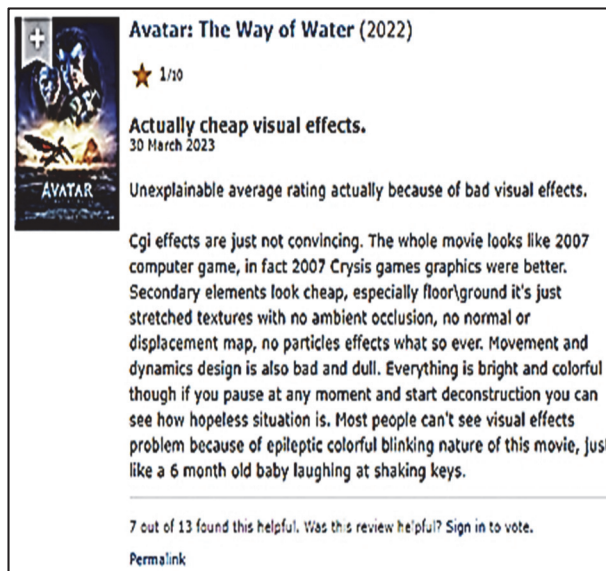 Avatar: The Way of Water (2022)
1/10
Actually cheap visual effects.
30 March 2023
AVATAR
Unexplainable average rating actually because of bad visual effects.
Cgi effects are just not convincing. The whole movie looks like 2007
computer game, in fact 2007 Crysis games graphics were better.
Secondary elements look cheap, especially floor\ground it's just
stretched textures with no ambient occlusion, no normal or
displacement map, no particles effects what so ever. Movement and
dynamics design is also bad and dull. Everything is bright and colorful
though if you pause at any moment and start deconstruction you can
see how hopeless situation is. Most people can't see visual effects
problem because of epileptic colorful blinking nature of this movie, just
like a 6 month old baby laughing at shaking keys.
7 out of 13 found this helpful. Was this review helpful? Sign in to vote.
Permalink